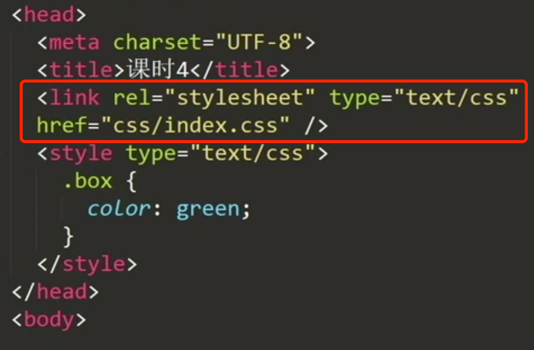 <head>
<meta charset="UTF-8">
<title>课时4</title>
<link rel="stylesheet" type="text/css"
href="css/index.css" />
<style type="text/css">
.box {
color: green;
}
</style>
</head>
<body>